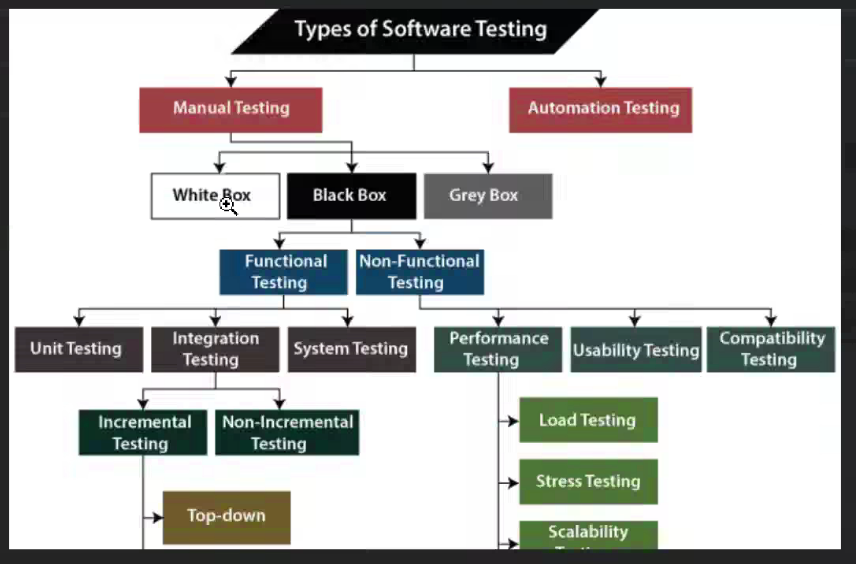 Types of Software Testing
Manual Testing
Automation Testing
White Box
Black Box
Grey Box
Functional
Testing
Non-Functional
Testing
Unit Testing
Integration
Testing
System Testing
Performance
Testing
Usability Testing
Compatibility
Testing
Incremental
Testing
Non-Incremental
Testing
Load Testing
Stress Testing
Top-down
Scalability